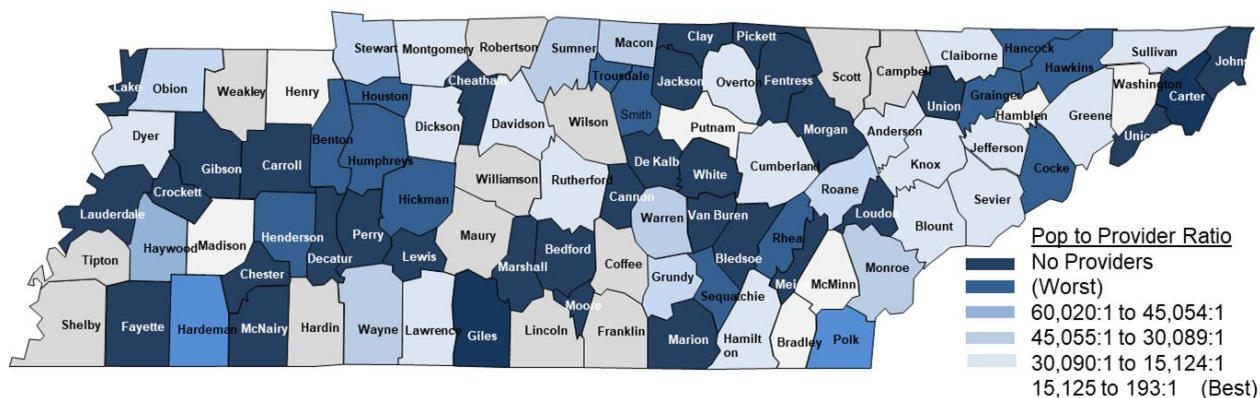 Stewart Montgomery Robertson Sumner Macon Clay Pickett
Lake Obion Weakley Henry Houston Cheatham Trousdale Jackson Overton Fentress Scott Campbell Claiborne Hancock Hawkins Sullivan Johns
Dyer Gibson Carroll Benton Humphreys Dickson Davidson Wilson Smith Putnam Morgan Anderson Union Grainger Hamblen Greene Washington Carter Unico
Lauderdale Crockett Hickman Williamson Rutherford Cannon De Kalb White Cumberland Roane Knox Jefferson Cocke
Tipton Haywood Madison Henderson Decatur Perry Lewis Maury Marshall Bedford Coffee Warren Van Buren Bledsoe Rhea Loudon Blount Sevier
Chester Moore Grundy Sequatchie Meigs McMinn Monroe
Shelby Fayette Hardeman McNairy Hardin Wayne Lawrence Giles Lincoln Franklin Marion Hamilt
on
Bradley Polk
Pop to Provider Ratio
No Providers
(Worst)
60,020:1 to 45,054:1
45,055:1 to 30,089:1
30,090:1 to 15,124:1
15,125 to 193:1 (Best)